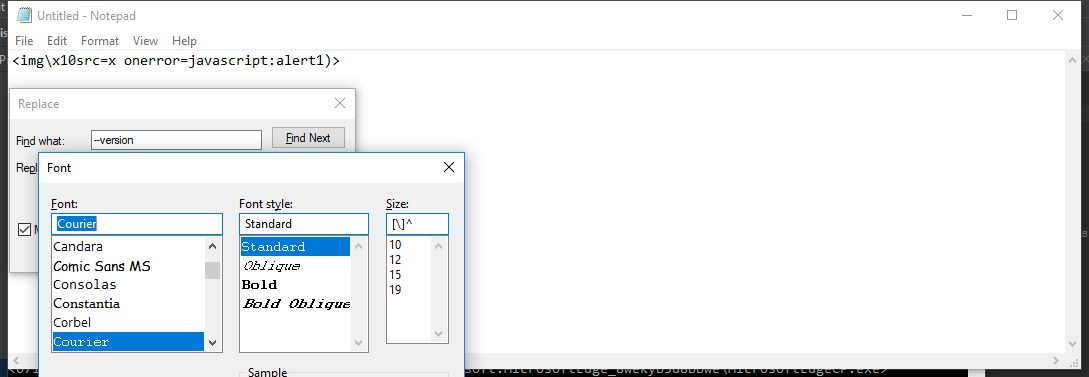 Untitled - Notepad
File Edit Format View Help
<img\x10src=x onerror=javascript:alert1)>
Replace
Find what: --version Find Next
Repl
Font
Font: Font style: Size:
Courier Standard [\]^
Candara Standard 10
Comic Sans MS Oblique 12
Consolas Bold 15
Constantia Bold Oblique 19
Corbel
Courier
Sample